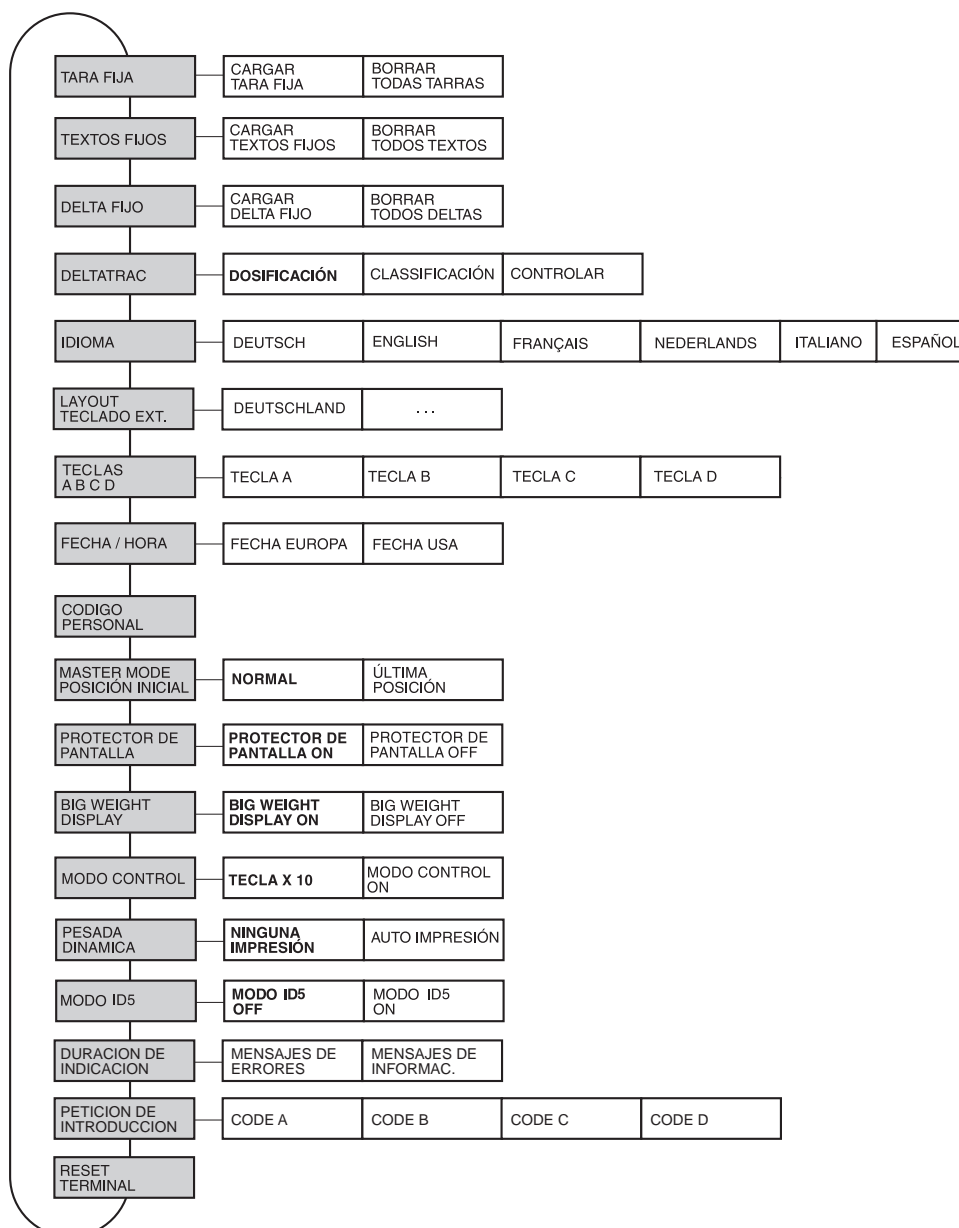 TARA FIJA
CARGAR
TARA FIJA
BORRAR
TODAS TARRAS
TEXTOS FIJOS
CARGAR
TEXTOS FIJOS
BORRAR
TODOS TEXTOS
DELTA FIJO
CARGAR
DELTA FIJO
BORRAR
TODOS DELTAS
DELTATRAC
DOSIFICACIÓN
CLASSIFICACIÓN
CONTROLAR
IDIOMA
DEUTSCH
ENGLISH
FRANÇAIS
NEDERLANDS
ITALIANO
ESPAÑOL
LAYOUT
TECLADO EXT.
DEUTSCHLAND
. . .
TECLAS
A B C D
TECLA A
TECLA B
TECLA C
TECLA D
FECHA / HORA
FECHA EUROPA
FECHA USA
CODIGO
PERSONAL
MASTER MODE
POSICIÓN INICIAL
NORMAL
ÚLTIMA
POSICIÓN
PROTECTOR DE
PANTALLA
PROTECTOR DE
PANTALLA ON
PROTECTOR DE
PANTALLA OFF
BIG WEIGHT
DISPLAY
BIG WEIGHT
DISPLAY ON
BIG WEIGHT
DISPLAY OFF
MODO CONTROL
TECLA X 10
MODO CONTROL
ON
PESADA
DINAMICA
NINGUNA
IMPRESIÓN
AUTO IMPRESIÓN
MODO ID5
MODO ID5
OFF
MODO ID5
ON
DURACION DE
INDICACION
MENSAJES DE
ERRORES
MENSAJES DE
INFORMAC.
PETICION DE
INTRODUCCION
CODE A
CODE B
CODE C
CODE D
RESET
TERMINAL